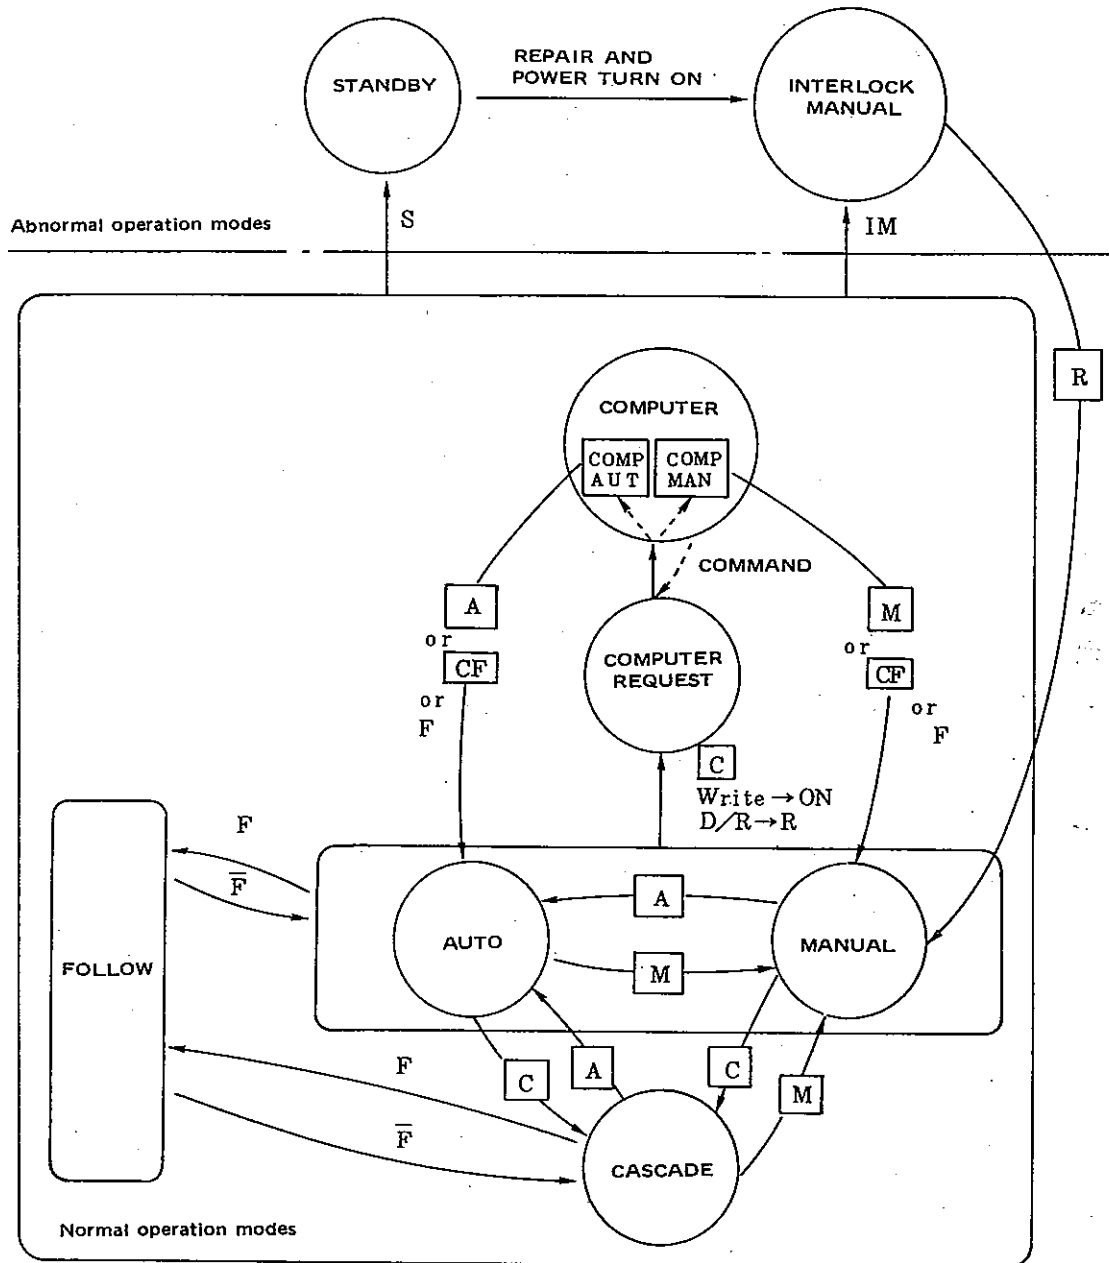 STANDBY
REPAIR AND
POWER TURN ON
INTERLOCK
MANUAL
Abnormal operation modes
S
IM
R
COMPUTER
COMP
AUT
COMP
MAN
COMMAND
A
or
CF
or
F
COMPUTER
REQUEST
M
or
CF
or
F
C
Write→ON
D/R→R
F
F̅
FOLLOW
AUTO
A
M
MANUAL
C
A
C
M
F
F̅
CASCADE
Normal operation modes